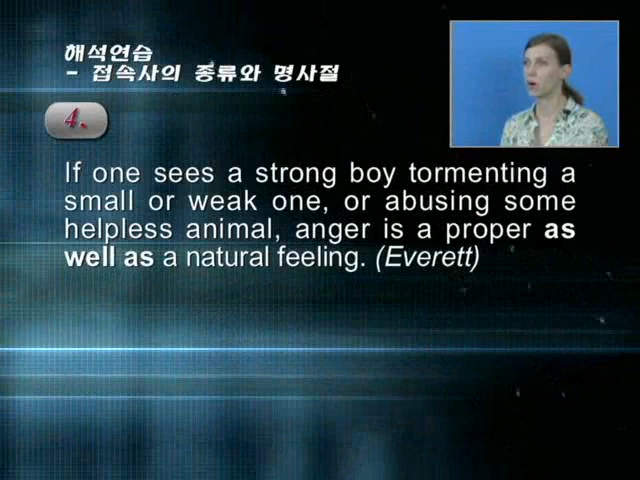 해석연습
- 접속사의 종류와 명사절
4.
If one sees a strong boy tormenting a
small or weak one, or abusing some
helpless animal, anger is a proper as
well as a natural feeling. (Everett)